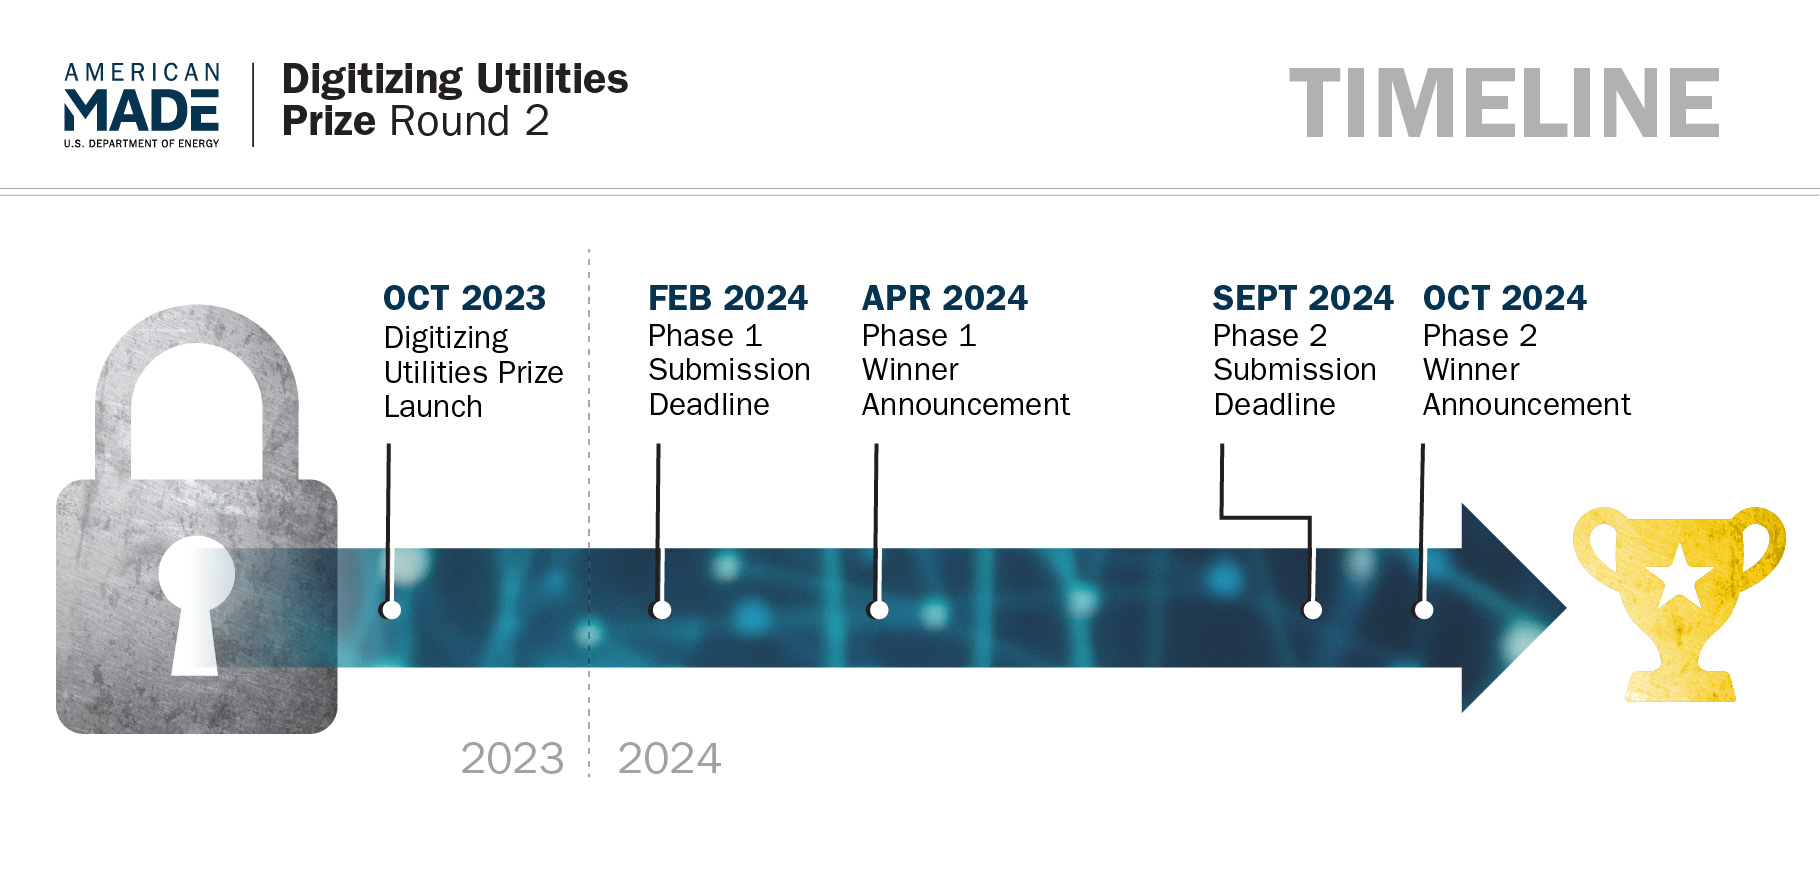 AMERICAN
MADE
U.S. DEPARTMENT OF ENERGY
Digitizing Utilities
Prize Round 2
TIMELINE
OCT 2023
Digitizing
Utilities Prize
Launch
FEB 2024
Phase 1
Submission
Deadline
APR 2024
Phase 1
Winner
Announcement
SEPT 2024
Phase 2
Submission
Deadline
OCT 2024
Phase 2
Winner
Announcement
2023
2024